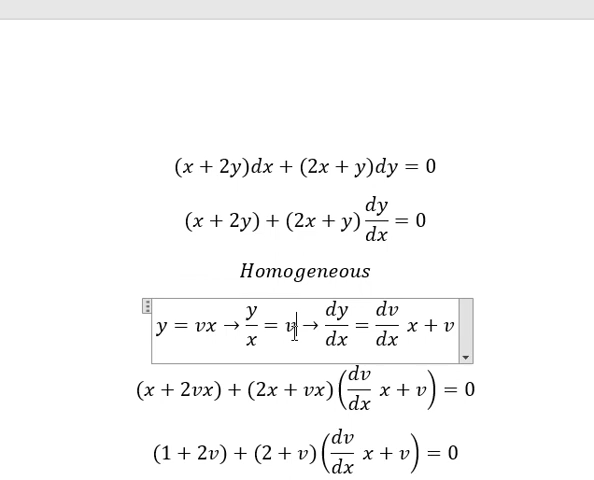 (x + 2y)dx + (2x + y)dy = 0
(x + 2y) + (2x + y) dy/dx = 0
Homogeneous
y = vx → y/x = v → dy/dx = dv/dx x + v
(x + 2vx) + (2x + vx)(dv/dx x + v) = 0
(1 + 2v) + (2 + v)(dv/dx x + v) = 0